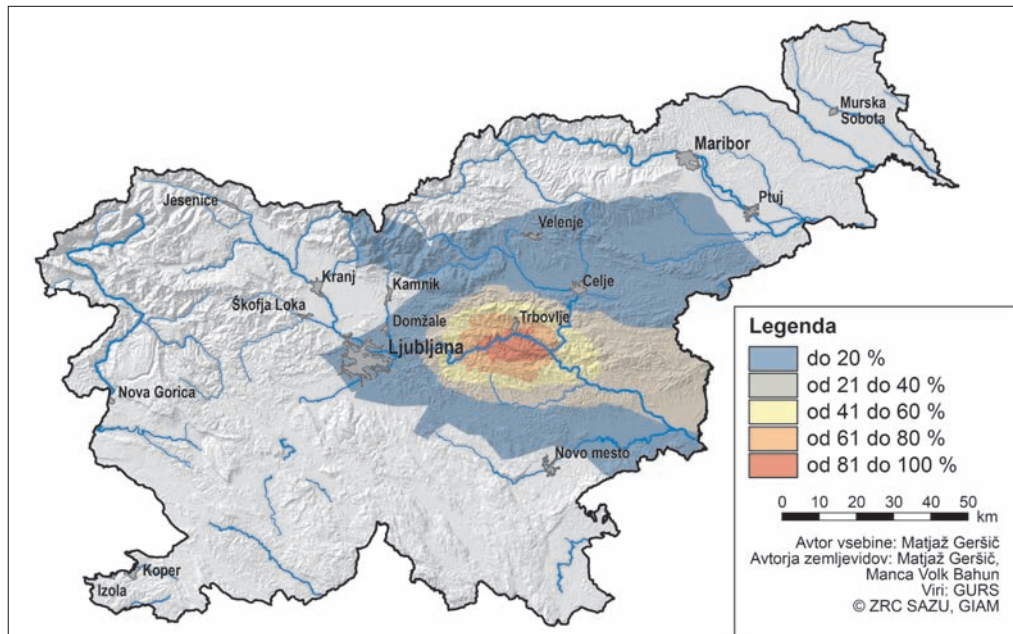 Murska
Sobota
Maribor
Ptuj
Jesenice
Velenje
Kranj
Kamnik
Celje
Škofja Loka
Domžale
Trbovlje
Ljubljana
Nova Gorica
Novo mesto
Koper
Izola
Legenda
do 20 %
od 21 do 40 %
od 41 do 60 %
od 61 do 80 %
od 81 do 100 %
0 10 20 30 40 50
km
Avtor vsebine: Matjaž Geršič
Avtorja zemljevidov: Matjaž Geršič,
Manca Volk Bahun
Viri: GURS
© ZRC SAZU, GIAM